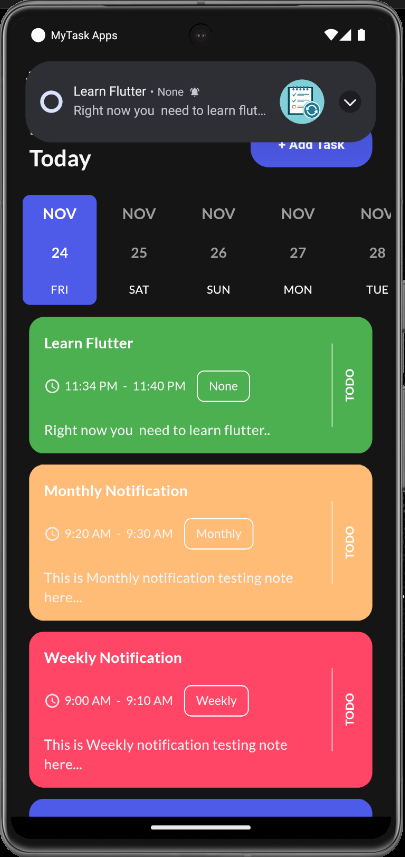 MyTask Apps
Learn Flutter • None
Right now you need to learn flut...
+ Add Task
Today
NOV NOV NOV NOV NOV
24 25 26 27 28
FRI SAT SUN MON TUE
Learn Flutter
11:34 PM - 11:40 PM None
TODO
Right now you need to learn flutter..
Monthly Notification
9:20 AM - 9:30 AM Monthly
TODO
This is Monthly notification testing note
here...
Weekly Notification
9:00 AM - 9:10 AM Weekly
TODO
This is Weekly notification testing note
here...